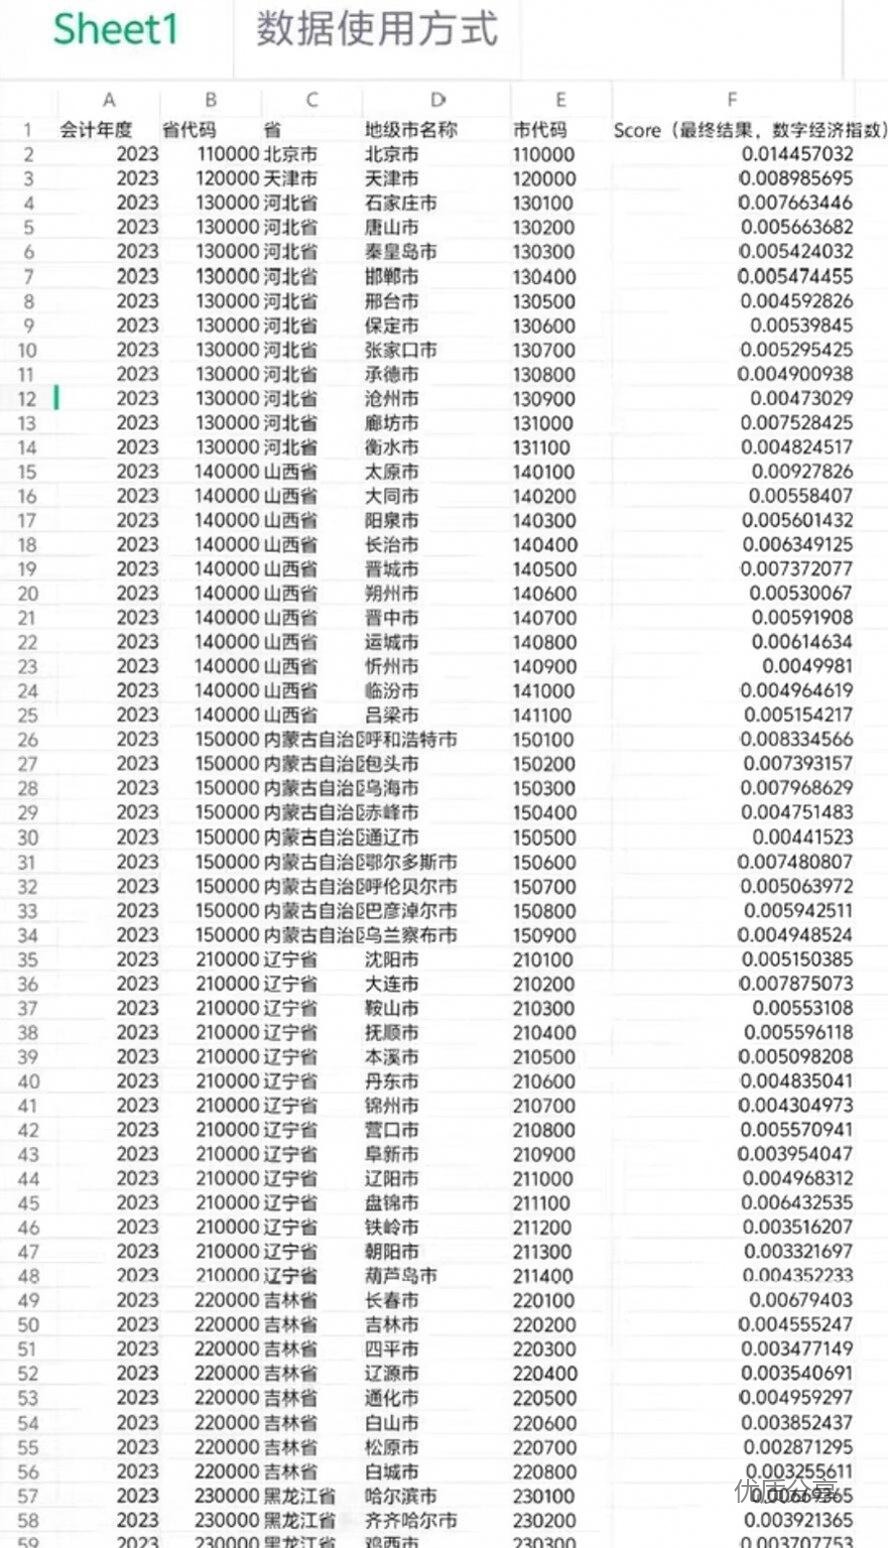 Sheet1 数据使用方式
A B C D E F
1 会计年度 省代码 省 地级市名称 市代码 Score（最终结果，数字经济指数）
2 2023 110000 北京市 北京市 110000 0.014457032
3 2023 120000 天津市 天津市 120000 0.008985695
4 2023 130000 河北省 石家庄市 130100 0.007663446
5 2023 130000 河北省 唐山市 130200 0.005663682
6 2023 130000 河北省 秦皇岛市 130300 0.005424032
7 2023 130000 河北省 邯郸市 130400 0.005474455
8 2023 130000 河北省 邢台市 130500 0.004592826
9 2023 130000 河北省 保定市 130600 0.00539845
10 2023 130000 河北省 张家口市 130700 0.005295425
11 2023 130000 河北省 承德市 130800 0.004900938
12 2023 130000 河北省 沧州市 130900 0.00473029
13 2023 130000 河北省 廊坊市 131000 0.007528425
14 2023 130000 河北省 衡水市 131100 0.004824517
15 2023 140000 山西省 太原市 140100 0.00927826
16 2023 140000 山西省 大同市 140200 0.00558407
17 2023 140000 山西省 阳泉市 140300 0.005601432
18 2023 140000 山西省 长治市 140400 0.006349125
19 2023 140000 山西省 晋城市 140500 0.007372077
20 2023 140000 山西省 朔州市 140600 0.00530067
21 2023 140000 山西省 晋中市 140700 0.00591908
22 2023 140000 山西省 运城市 140800 0.00614634
23 2023 140000 山西省 忻州市 140900 0.0049981
24 2023 140000 山西省 临汾市 141000 0.004964619
25 2023 140000 山西省 吕梁市 141100 0.005154217
26 2023 150000 内蒙古自治区 呼和浩特市 150100 0.008334566
27 2023 150000 内蒙古自治区 包头市 150200 0.007393157
28 2023 150000 内蒙古自治区 乌海市 150300 0.007968629
29 2023 150000 内蒙古自治区 赤峰市 150400 0.004751483
30 2023 150000 内蒙古自治区 通辽市 150500 0.00441523
31 2023 150000 内蒙古自治区 鄂尔多斯市 150600 0.007480807
32 2023 150000 内蒙古自治区 呼伦贝尔市 150700 0.005063972
33 2023 150000 内蒙古自治区 巴彦淖尔市 150800 0.005942511
34 2023 150000 内蒙古自治区 乌兰察布市 150900 0.004948524
35 2023 210000 辽宁省 沈阳市 210100 0.005150385
36 2023 210000 辽宁省 大连市 210200 0.007875073
37 2023 210000 辽宁省 鞍山市 210300 0.00553108
38 2023 210000 辽宁省 抚顺市 210400 0.005596118
39 2023 210000 辽宁省 本溪市 210500 0.005098208
40 2023 210000 辽宁省 丹东市 210600 0.004835041
41 2023 210000 辽宁省 锦州市 210700 0.004304973
42 2023 210000 辽宁省 营口市 210800 0.005570941
43 2023 210000 辽宁省 阜新市 210900 0.003954047
44 2023 210000 辽宁省 辽阳市 211000 0.004968312
45 2023 210000 辽宁省 盘锦市 211100 0.006432535
46 2023 210000 辽宁省 铁岭市 211200 0.003516207
47 2023 210000 辽宁省 朝阳市 211300 0.003321697
48 2023 210000 辽宁省 葫芦岛市 211400 0.004352233
49 2023 220000 吉林省 长春市 220100 0.00679403
50 2023 220000 吉林省 吉林市 220200 0.004555247
51 2023 220000 吉林省 四平市 220300 0.003477149
52 2023 220000 吉林省 辽源市 220400 0.003540691
53 2023 220000 吉林省 通化市 220500 0.004959297
54 2023 220000 吉林省 白山市 220600 0.003852437
55 2023 220000 吉林省 松原市 220700 0.002871295
56 2023 220000 吉林省 白城市 220800 0.003255611
57 2023 230000 黑龙江省 哈尔滨市 230100
58 2023 230000 黑龙江省 齐齐哈尔市 230200 0.003921365
59 2023 230000 黑龙江省 鸡西市 230300 0.003707753